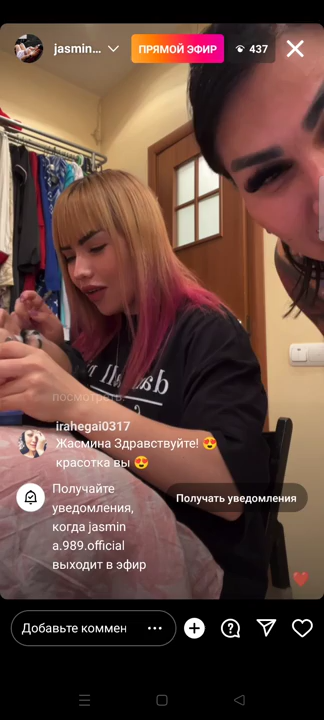 jasmin...
ПРЯМОЙ ЭФИР
437
посмотреть.
irahegai0317
Жасмина Здравствуйте! 😍
красотка вы 😍
Получайте
уведомления,
когда jasmin
a.989.official
выходит в эфир
Получать уведомления
Добавьте коммен